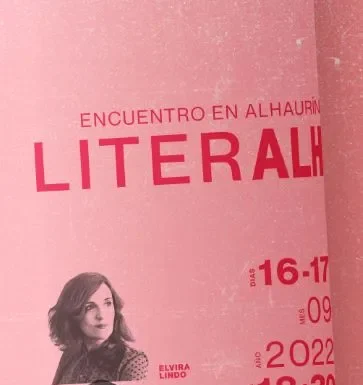 ENCUENTRO EN ALHAURÍN
LITERALH
DÍAS 16-17
MES 09
AÑO 2022
ELVIRA
LINDO